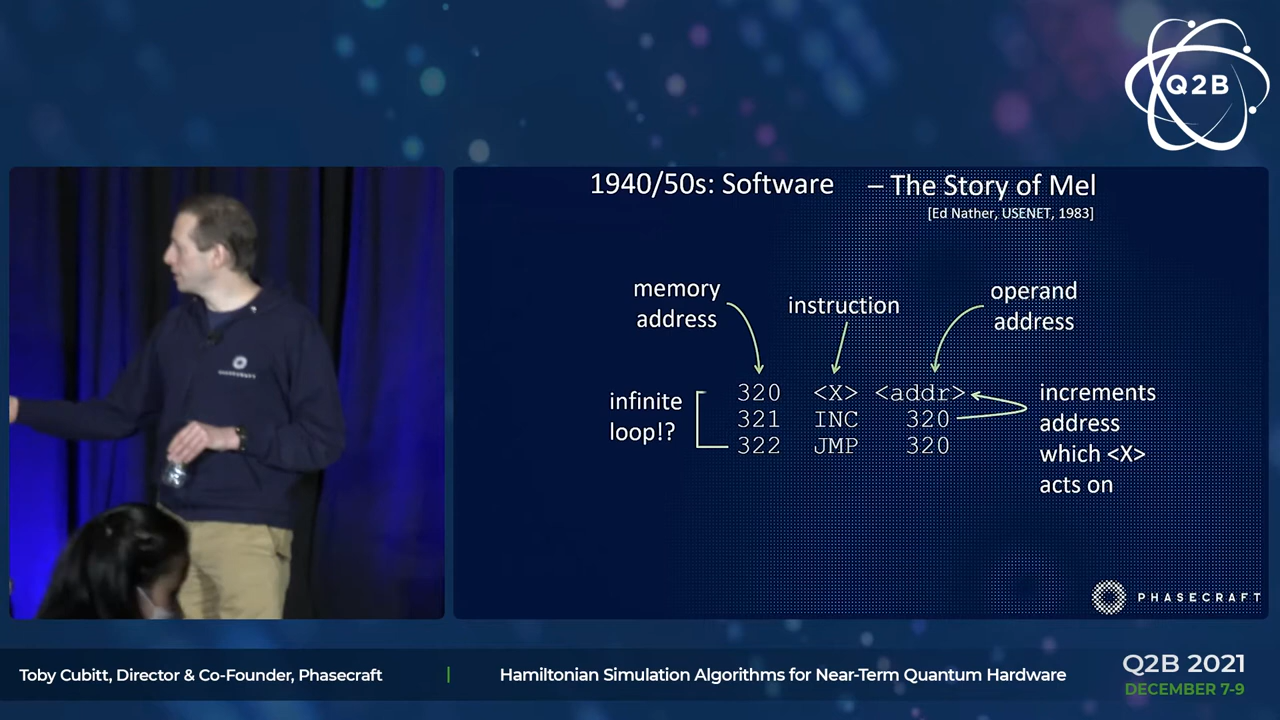 Q2B
1940/50s: Software – The Story of Mel
[Ed Nather, USENET, 1983]
memory
address
instruction
operand
address
infinite
loop!?
320 <X> <addr>
321 INC 320
322 JMP 320
increments
address
which <X>
acts on
PHASECRAFT
Toby Cubitt, Director & Co-Founder, Phasecraft | Hamiltonian Simulation Algorithms for Near-Term Quantum Hardware
Q2B 2021
DECEMBER 7-9